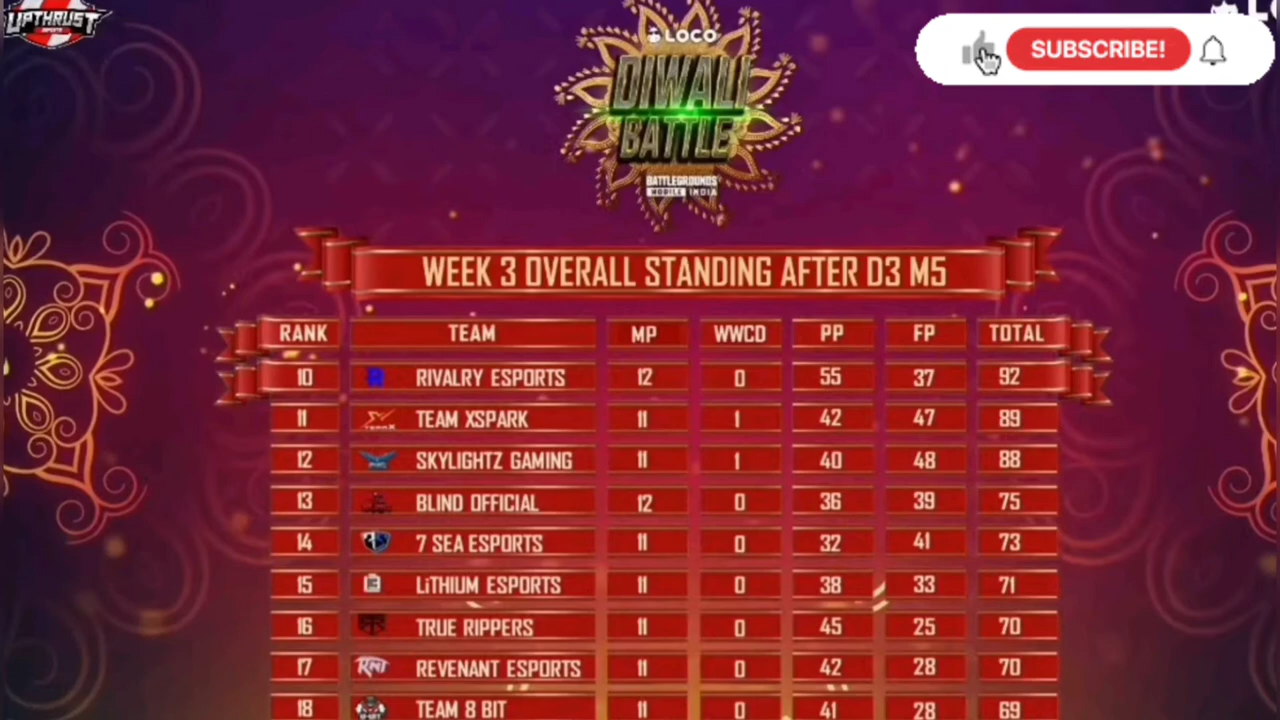 UPTHRUST
ESPORTS
LOCO
DIWALI
BATTLE
BATTLEGROUNDS
MOBILE INDIA
SUBSCRIBE!
WEEK 3 OVERALL STANDING AFTER D3 M5
RANK TEAM MP WWCD PP FP TOTAL
10 RIVALRY ESPORTS 12 0 55 37 92
11 TEAM XSPARK 11 1 42 47 89
12 SKYLIGHTZ GAMING 11 1 40 48 88
13 BLIND OFFICIAL 12 0 36 39 75
14 7 SEA ESPORTS 11 0 32 41 73
15 LiTHIUM ESPORTS 11 0 38 33 71
16 TRUE RIPPERS 11 0 45 25 70
17 RNT REVENANT ESPORTS 11 0 42 28 70
18 TEAM 8 BIT 11 0 41 28 69